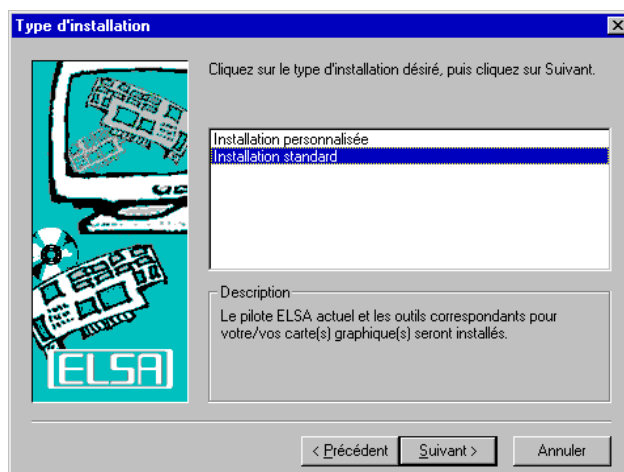 Type d'installation
Cliquez sur le type d'installation désiré, puis cliquez sur Suivant.
Installation personnalisée
Installation standard
Description
Le pilote ELSA actuel et les outils correspondants pour
votre/vos carte(s) graphique(s) seront installés.
ELSA
< Précédent
Suivant >
Annuler